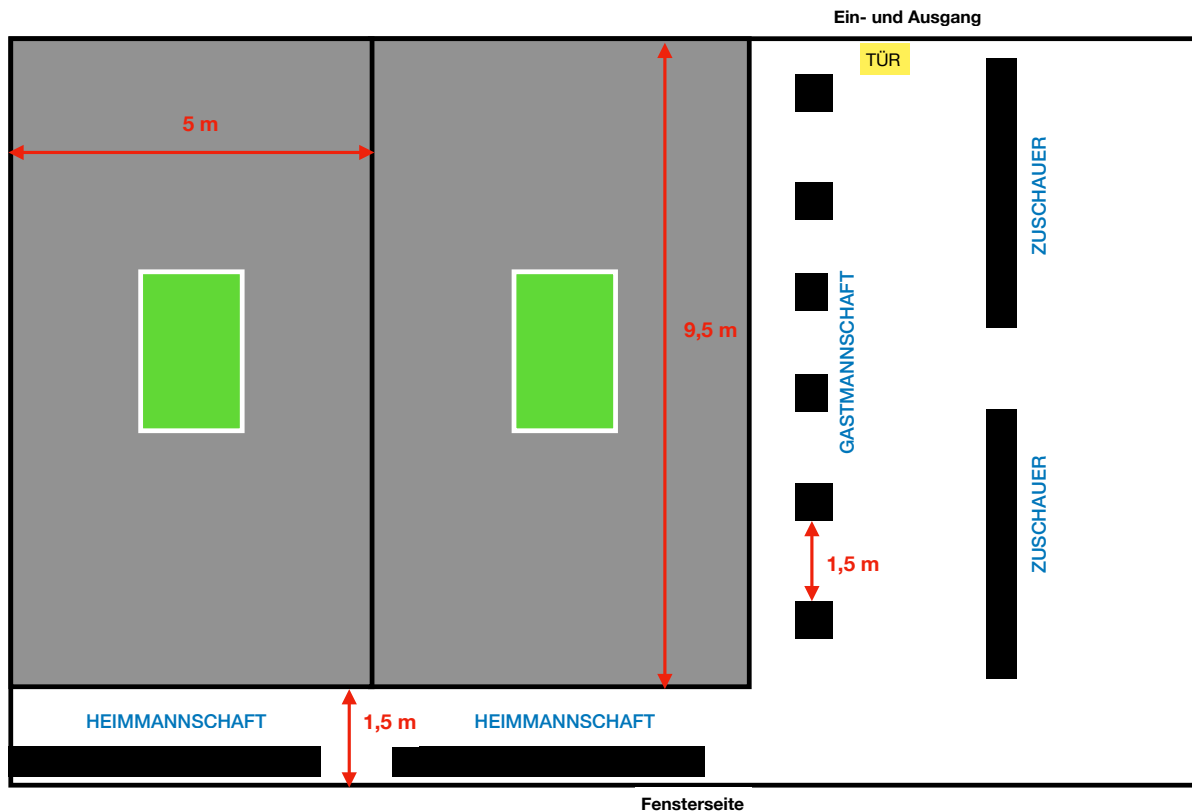 Ein- und Ausgang
TÜR
5 m
ZUSCHAUER
9,5 m
GASTMANNSCHAFT
ZUSCHAUER
1,5 m
HEIMMANNSCHAFT
1,5 m
HEIMMANNSCHAFT
Fensterseite